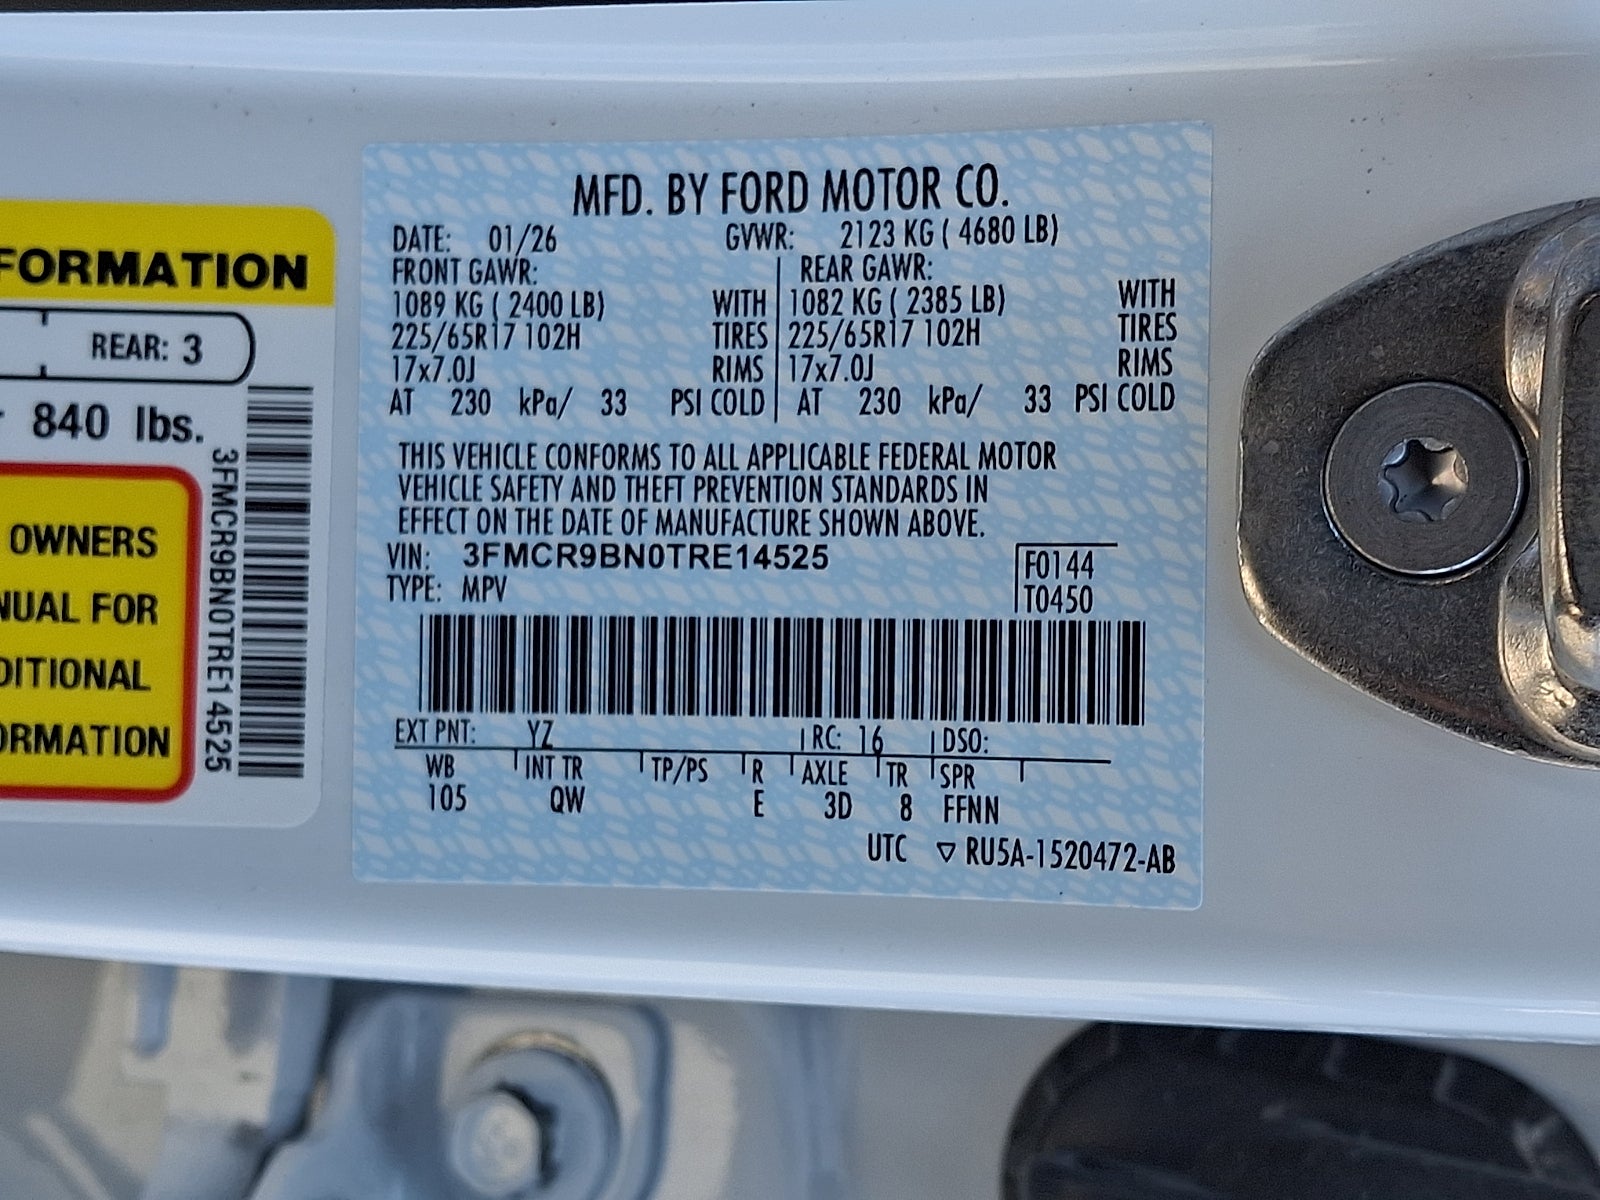 FORMATION
REAR: 3
840 lbs.
OWNERS
NUAL FOR
DITIONAL
ORMATION
3FMCR9BN0TRE14525
MFD. BY FORD MOTOR CO.
DATE: 01/26 GVWR: 2123 KG ( 4680 LB)
FRONT GAWR: REAR GAWR:
1089 KG ( 2400 LB) WITH 1082 KG ( 2385 LB) WITH
225/65R17 102H TIRES 225/65R17 102H TIRES
17x7.0J RIMS 17x7.0J RIMS
AT 230 kPa/ 33 PSI COLD AT 230 kPa/ 33 PSI COLD
THIS VEHICLE CONFORMS TO ALL APPLICABLE FEDERAL MOTOR
VEHICLE SAFETY AND THEFT PREVENTION STANDARDS IN
EFFECT ON THE DATE OF MANUFACTURE SHOWN ABOVE.
VIN: 3FMCR9BN0TRE14525 F0144
TYPE: MPV T0450
EXT PNT: YZ RC: 16 DSO:
WB INT TR TP/PS R AXLE TR SPR
105 QW E 3D 8 FFNN
UTC ▽ RU5A-1520472-AB